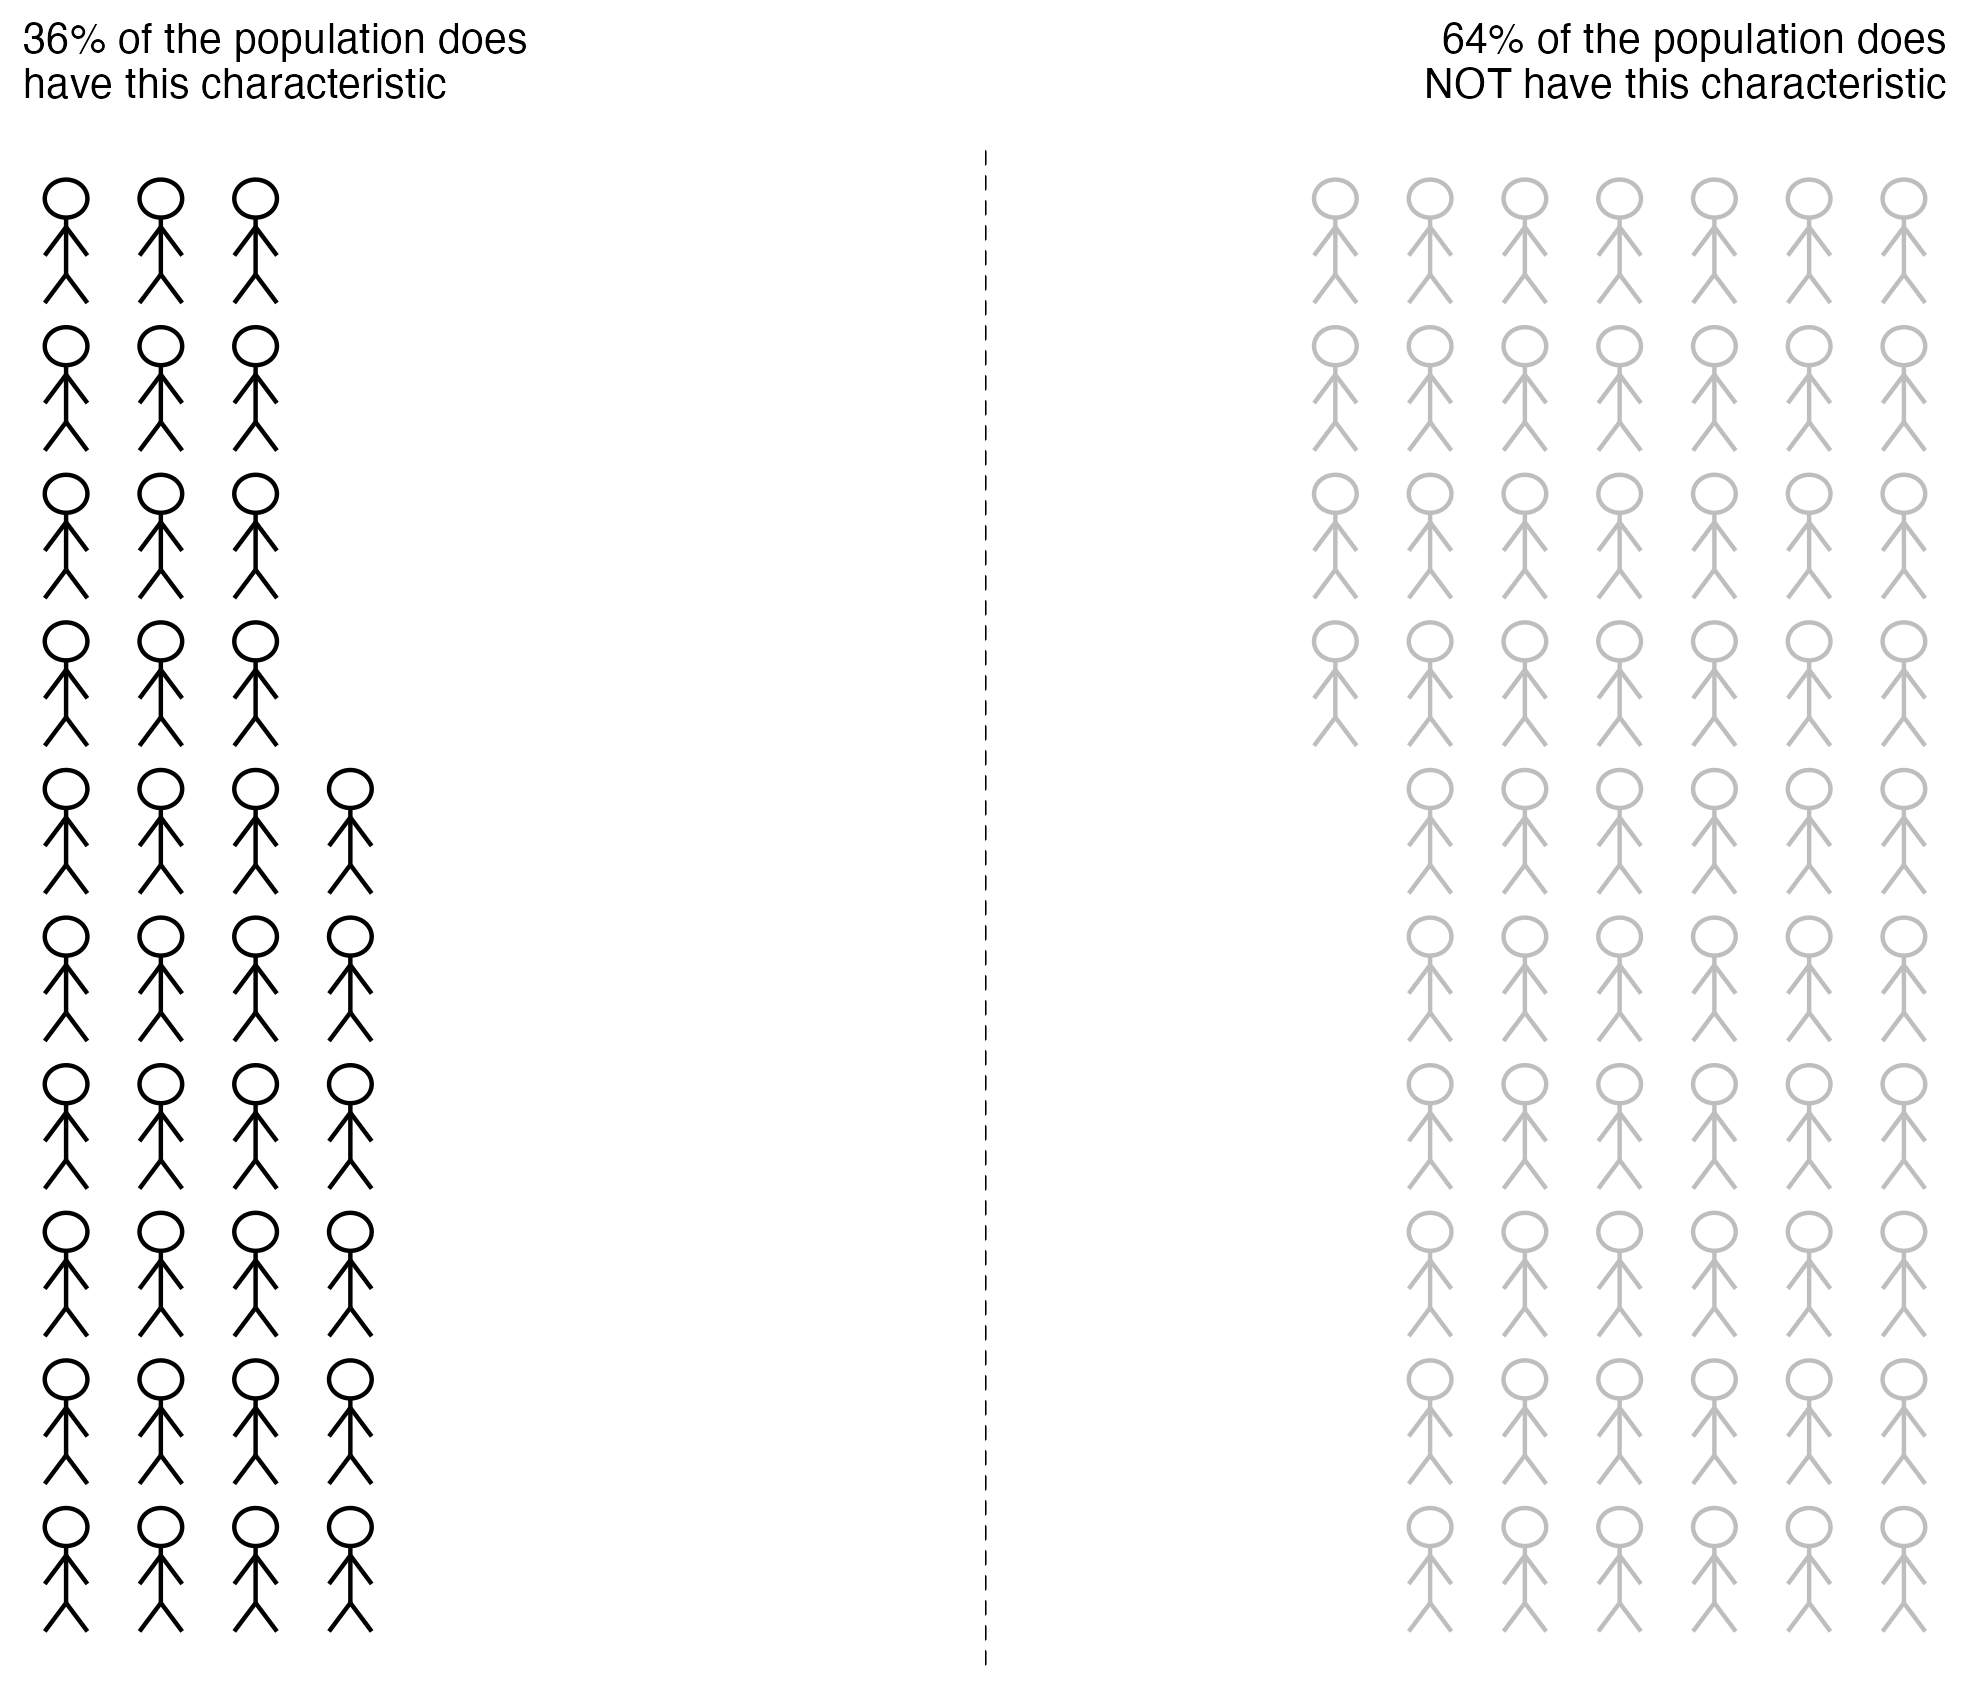 36% of the population does
have this characteristic
64% of the population does
NOT have this characteristic